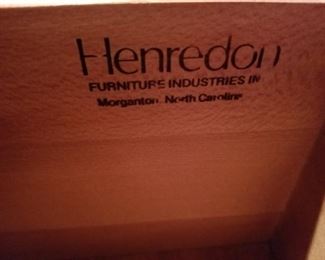 Henredon
FURNITURE INDUSTRIES IN
Morganton, North Carolina